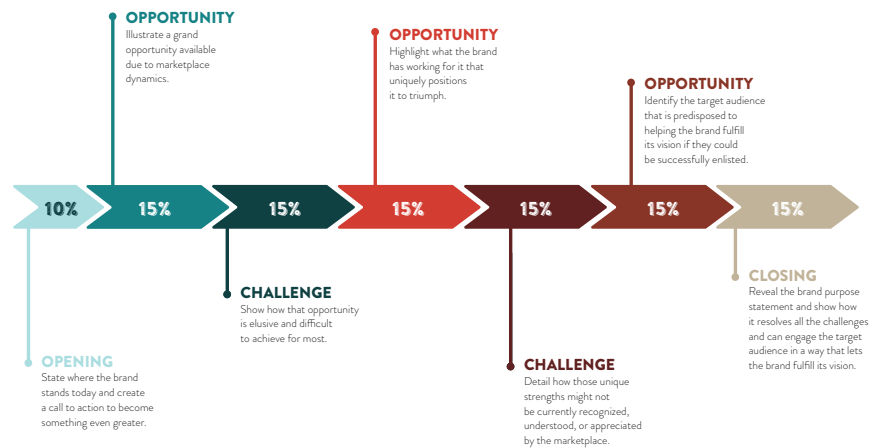 OPPORTUNITY
Illustrate a grand
opportunity available
due to marketplace
dynamics.
OPPORTUNITY
Highlight what the brand
has working for it that
uniquely positions
it to triumph.
OPPORTUNITY
Identify the target audience
that is predisposed to
helping the brand fulfill
its vision if they could
be successfully enlisted.
10%
15%
15%
15%
15%
15%
15%
OPENING
State where the brand
stands today and create
a call to action to become
something even greater.
CHALLENGE
Show how that opportunity
is elusive and difficult
to achieve for most.
CHALLENGE
Detail how those unique
strengths might not
be currently recognized,
understood, or appreciated
by the marketplace.
CLOSING
Reveal the brand purpose
statement and show how
it resolves all the challenges
and can engage the target
audience in a way that lets
the brand fulfill its vision.